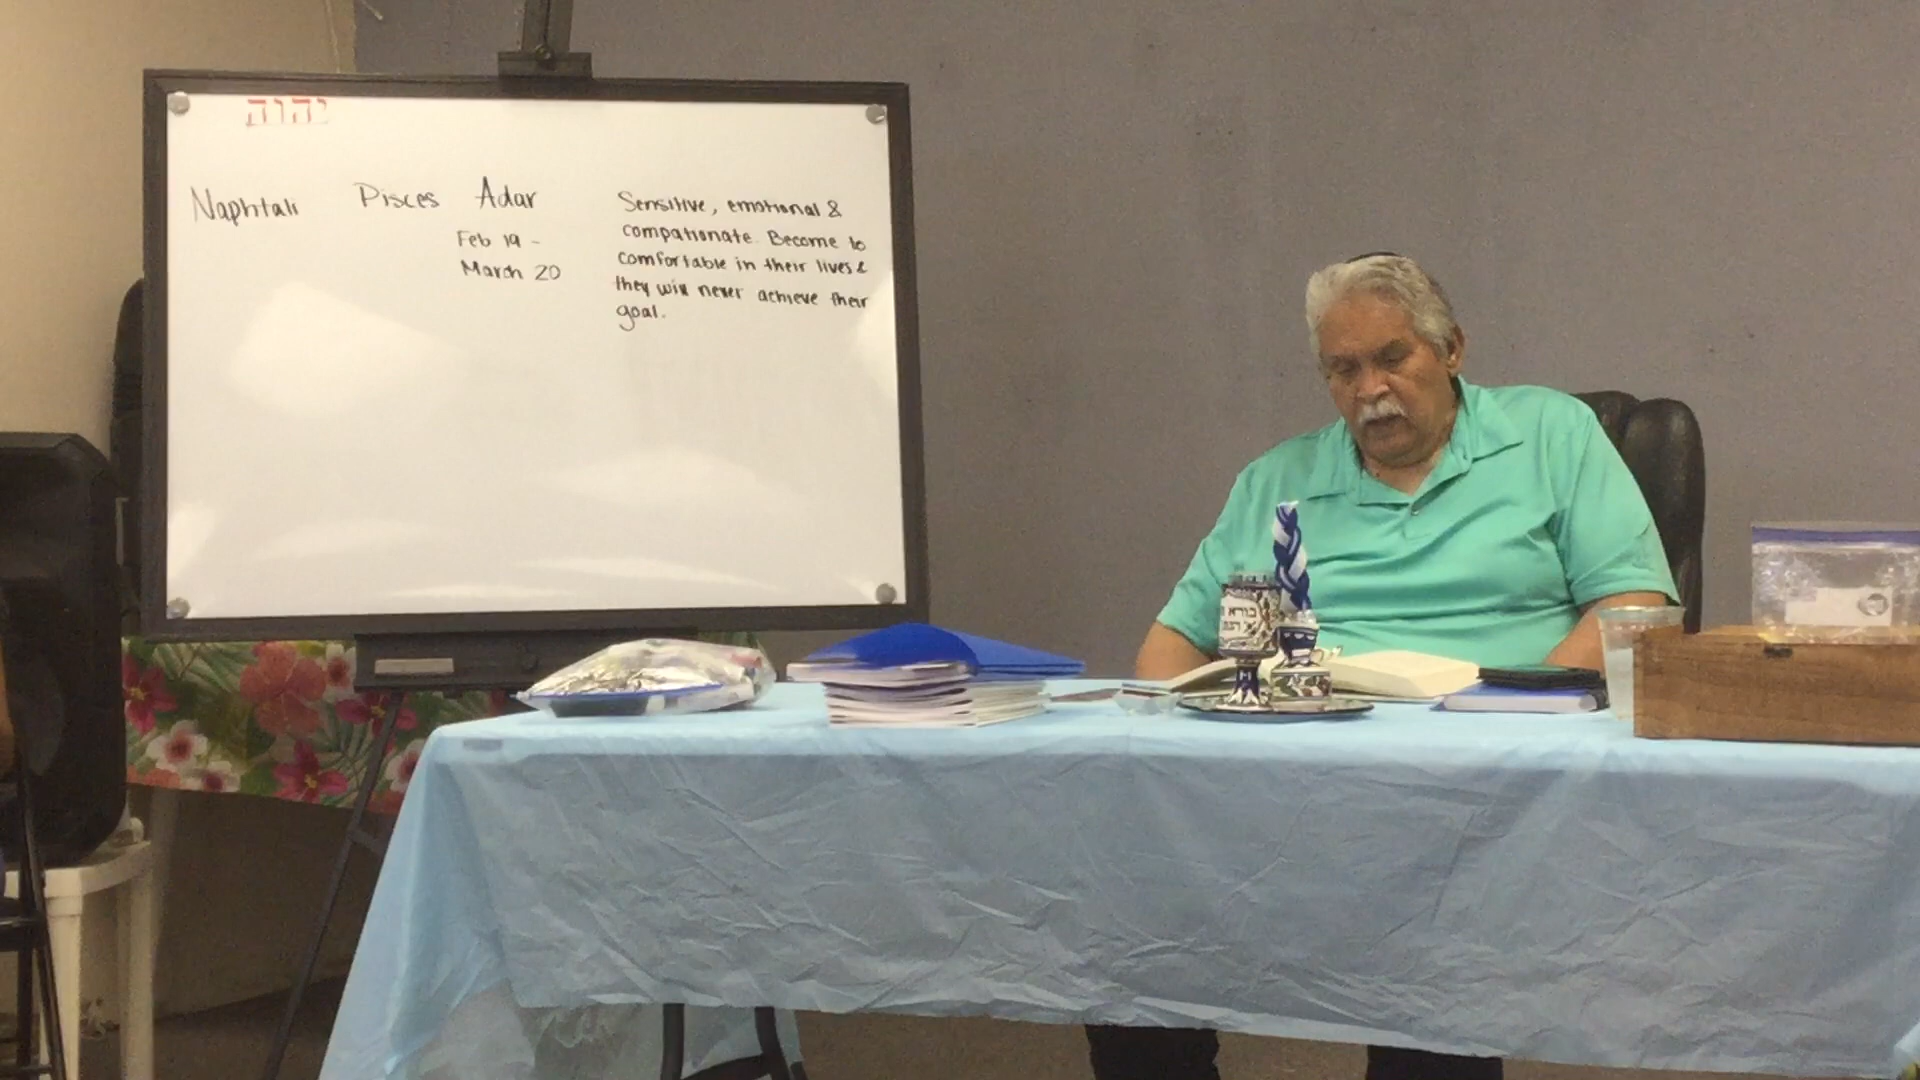 יהוה
Naphtali Pisces Adar
Feb 19 -
March 20
Sensitive, emotional &
compationate. Become to
comfortable in their lives &
they will never achieve their
goal.
בורא